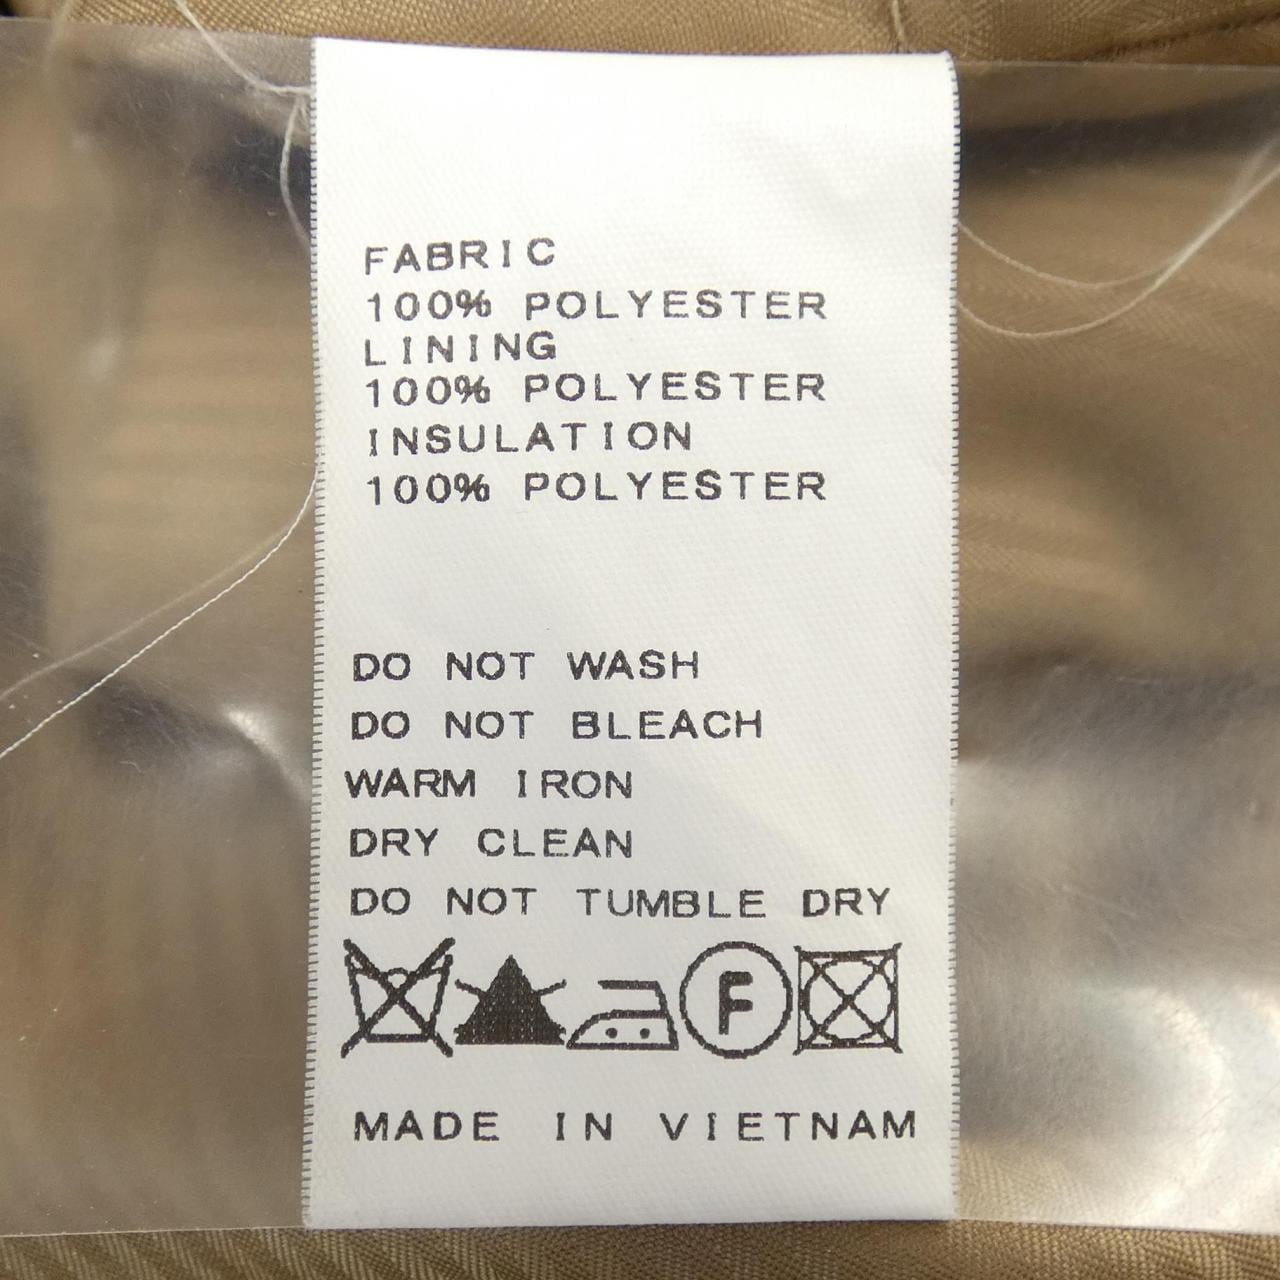 FABRIC
100% POLYESTER
LINING
100% POLYESTER
INSULATION
100% POLYESTER
DO NOT WASH
DO NOT BLEACH
WARM IRON
DRY CLEAN
DO NOT TUMBLE DRY
F
MADE IN VIETNAM